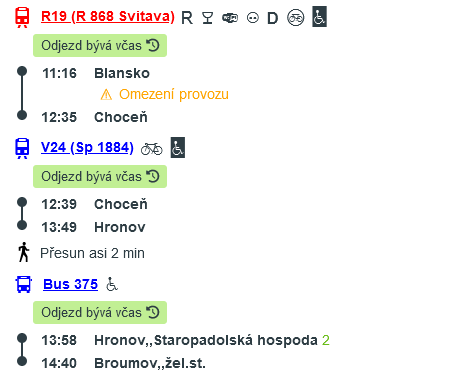 R19 (R 868 Svitava) R D
Odjezd bývá včas
11:16 Blansko
Omezení provozu
12:35 Choceň
V24 (Sp 1884)
Odjezd bývá včas
12:39 Choceň
13:49 Hronov
Přesun asi 2 min
Bus 375
Odjezd bývá včas
13:58 Hronov,,Staropadolská hospoda 2
14:40 Broumov,,žel.st.